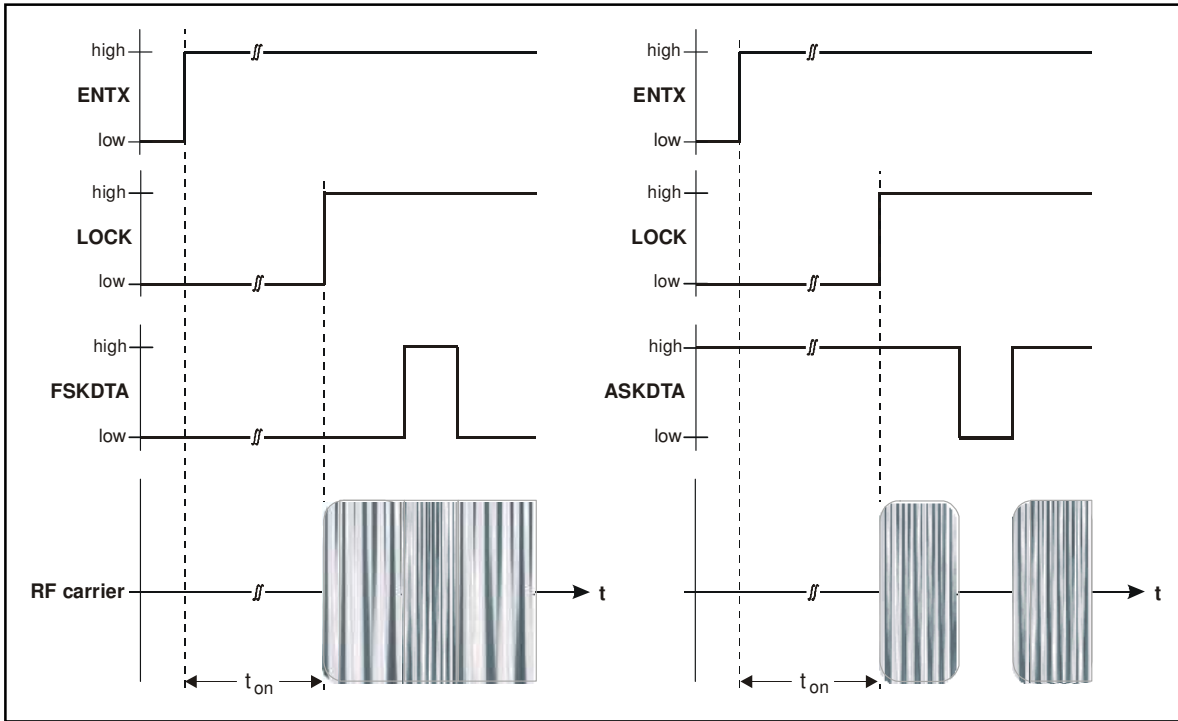 high
ENTX
low
high
LOCK
low
high
FSKDTA
low
RF carrier
t
t on
high
ENTX
low
high
LOCK
low
high
ASKDTA
low
t
t on